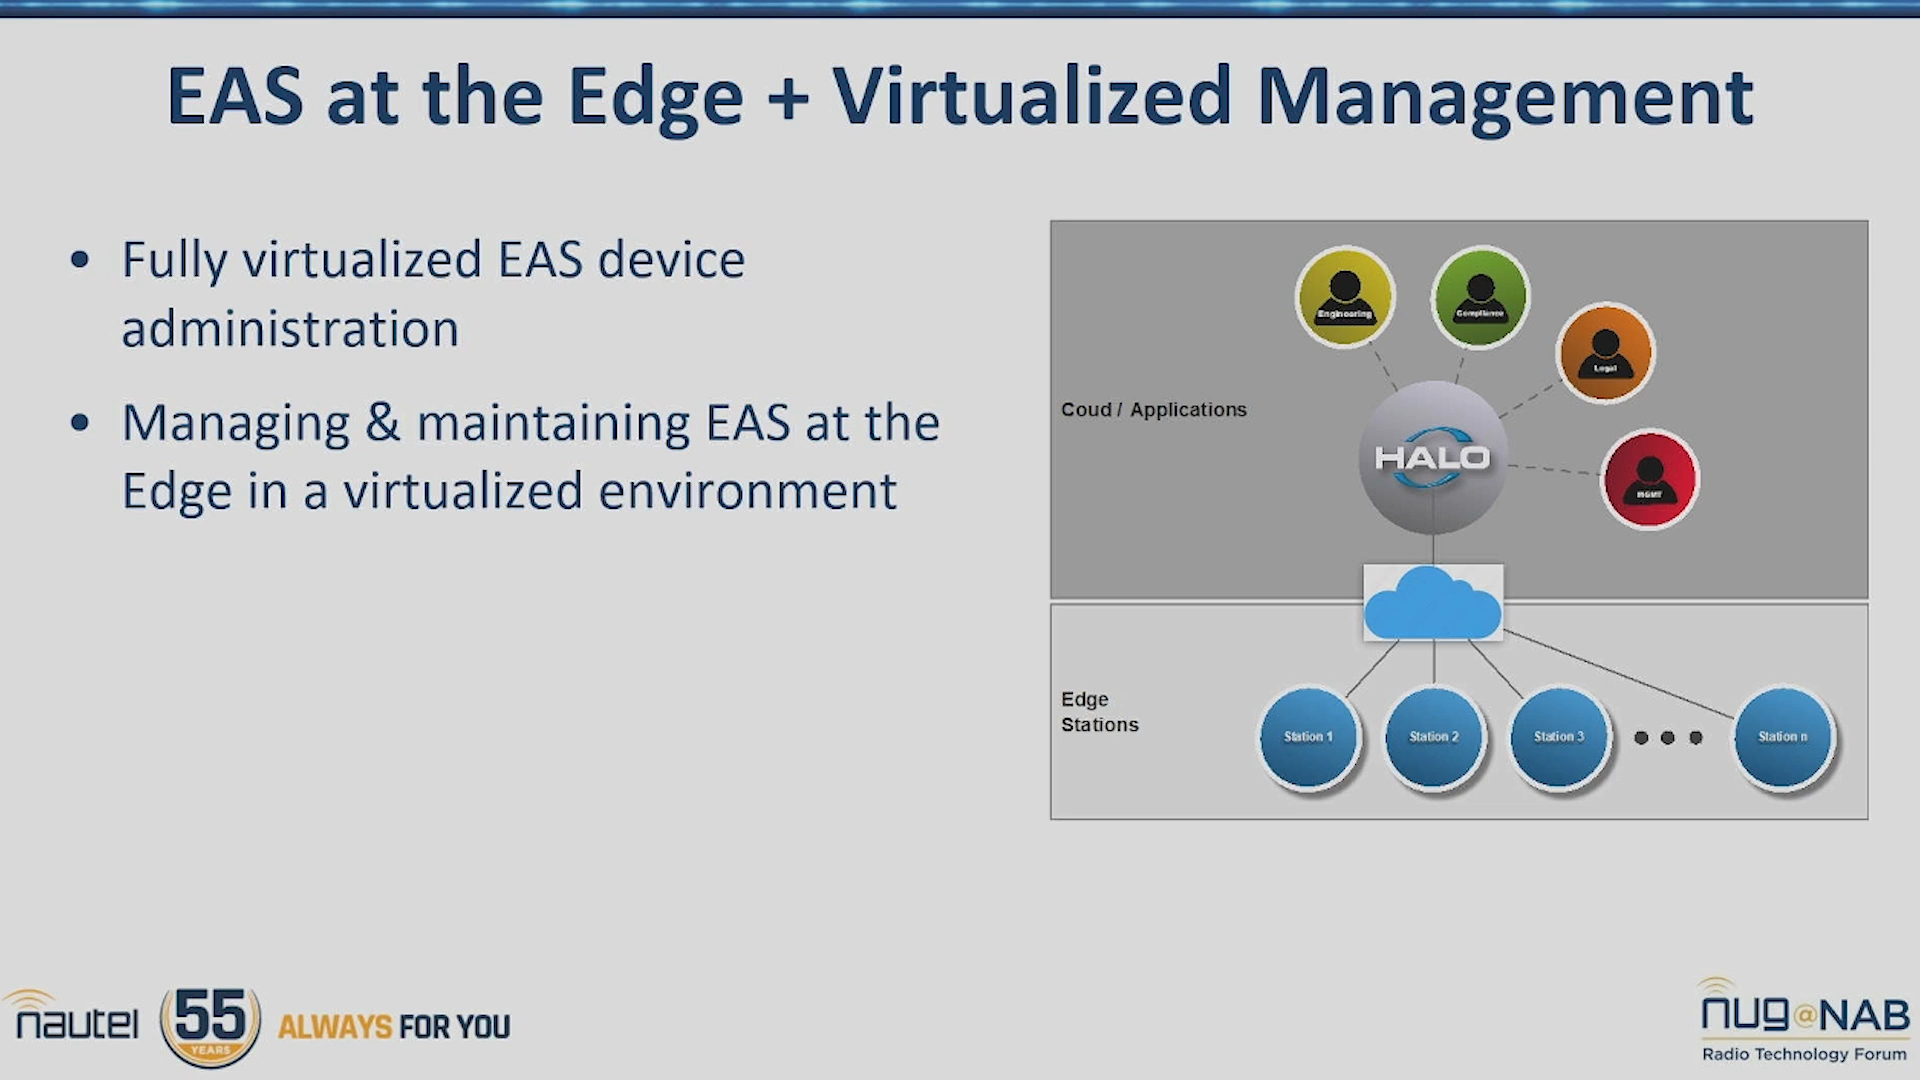 EAS at the Edge + Virtualized Management
• Fully virtualized EAS device
administration
• Managing & maintaining EAS at the
Edge in a virtualized environment
Engineering
Compliance
Legal
Coud / Applications
HALO
MGMT
Edge
Stations
Station 1
Station 2
Station 3
Station n
nautel
55
YEARS
ALWAYS FOR YOU
nug@NAB
Radio Technology Forum